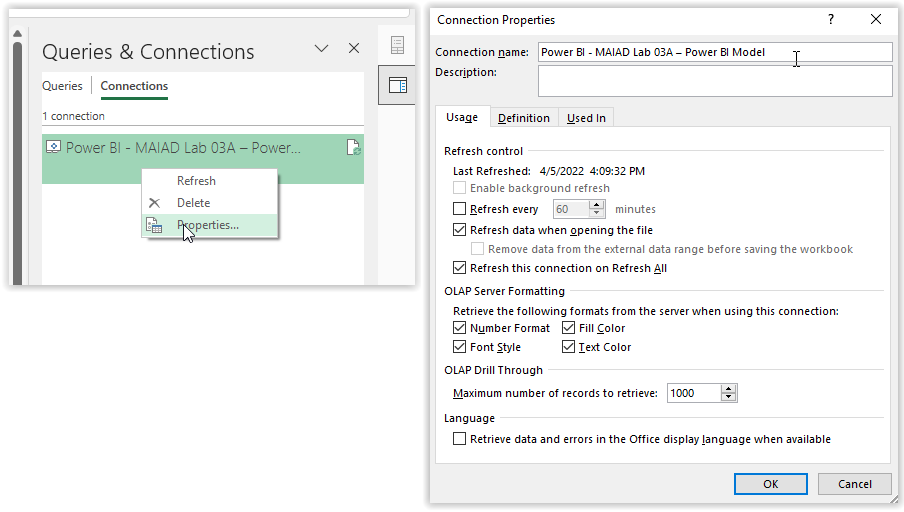 Queries & Connections
Queries
Connections
1 connection
Power BI - MAIAD Lab 03A – Power...
Refresh
Delete
Properties...
Connection Properties
?
Connection name: Power BI - MAIAD Lab 03A – Power BI Model
Description:
Usage
Definition
Used In
Refresh control
Last Refreshed: 4/5/2022 4:09:32 PM
Enable background refresh
Refresh every 60 minutes
Refresh data when opening the file
Remove data from the external data range before saving the workbook
Refresh this connection on Refresh All
OLAP Server Formatting
Retrieve the following formats from the server when using this connection:
Number Format Fill Color
Font Style Text Color
OLAP Drill Through
Maximum number of records to retrieve: 1000
Language
Retrieve data and errors in the Office display language when available
OK Cancel